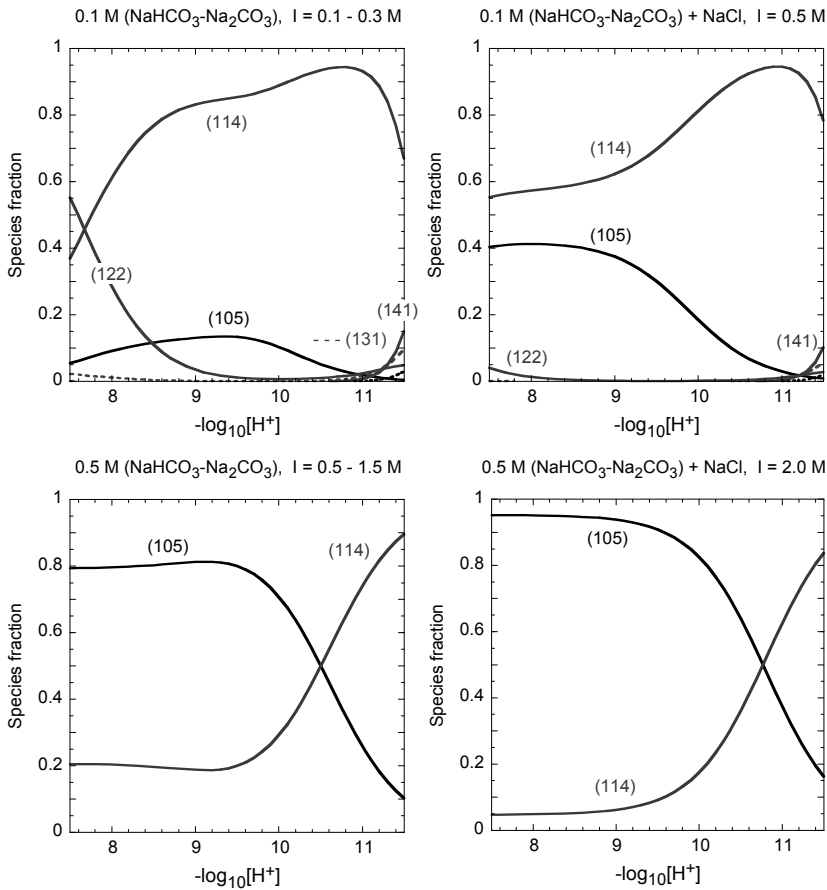 0.1 M (NaHCO3-Na2CO3), I = 0.1 - 0.3 M
1
0.8
0.6
0.4
0.2
0
Species fraction
(114)
(122)
(105)
(131)
(141)
8 9 10 11
-log10[H+]
0.1 M (NaHCO3-Na2CO3) + NaCl, I = 0.5 M
1
0.8
0.6
0.4
0.2
0
Species fraction
(114)
(105)
(122)
(141)
8 9 10 11
-log10[H+]
0.5 M (NaHCO3-Na2CO3), I = 0.5 - 1.5 M
1
0.8
0.6
0.4
0.2
0
Species fraction
(105)
(114)
8 9 10 11
-log10[H+]
0.5 M (NaHCO3-Na2CO3) + NaCl, I = 2.0 M
1
0.8
0.6
0.4
0.2
0
Species fraction
(105)
(114)
8 9 10 11
-log10[H+]